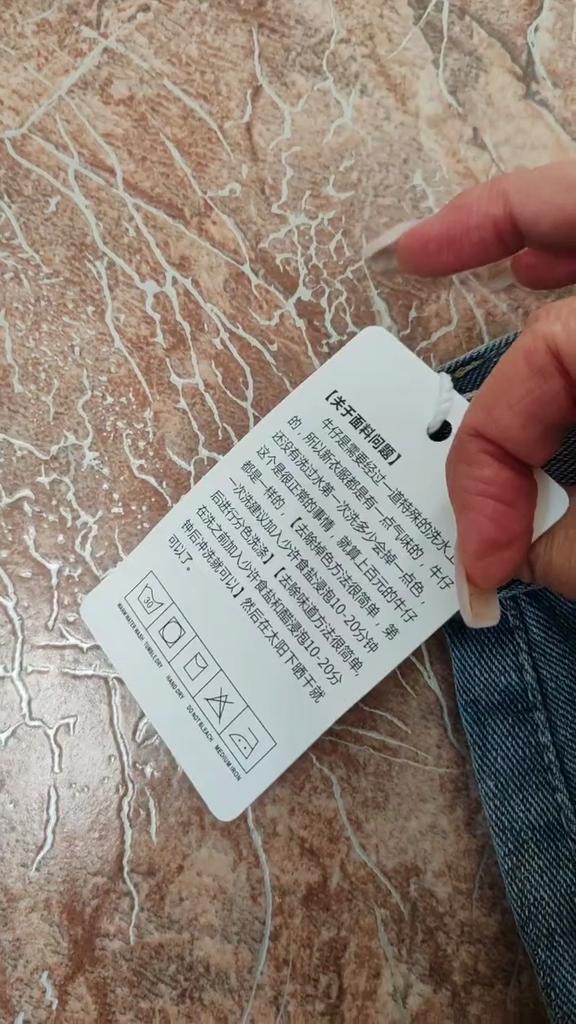 【关于面料问题】
牛仔是需要经过一道特殊的洗水
的，所以新衣服都是有一点气味的，牛仔
还没有洗过水第一次洗多少会掉一点色，
这个是很正常的事情，就算上百元的牛仔
都是一样的，【去除掉色方法很简单，第
一次洗建议加入少许食盐浸泡10-20分钟
后进行分色洗涤】【去除味道方法很简单，
在洗之前加入少许食盐和醋浸泡10-20分
钟后冲洗就可以】然后在太阳下晒干就
可以了。
30
WARM WATER WASH TUMBLE DRY HAND DRY DO NOT BLEACH MEDIUM IRON